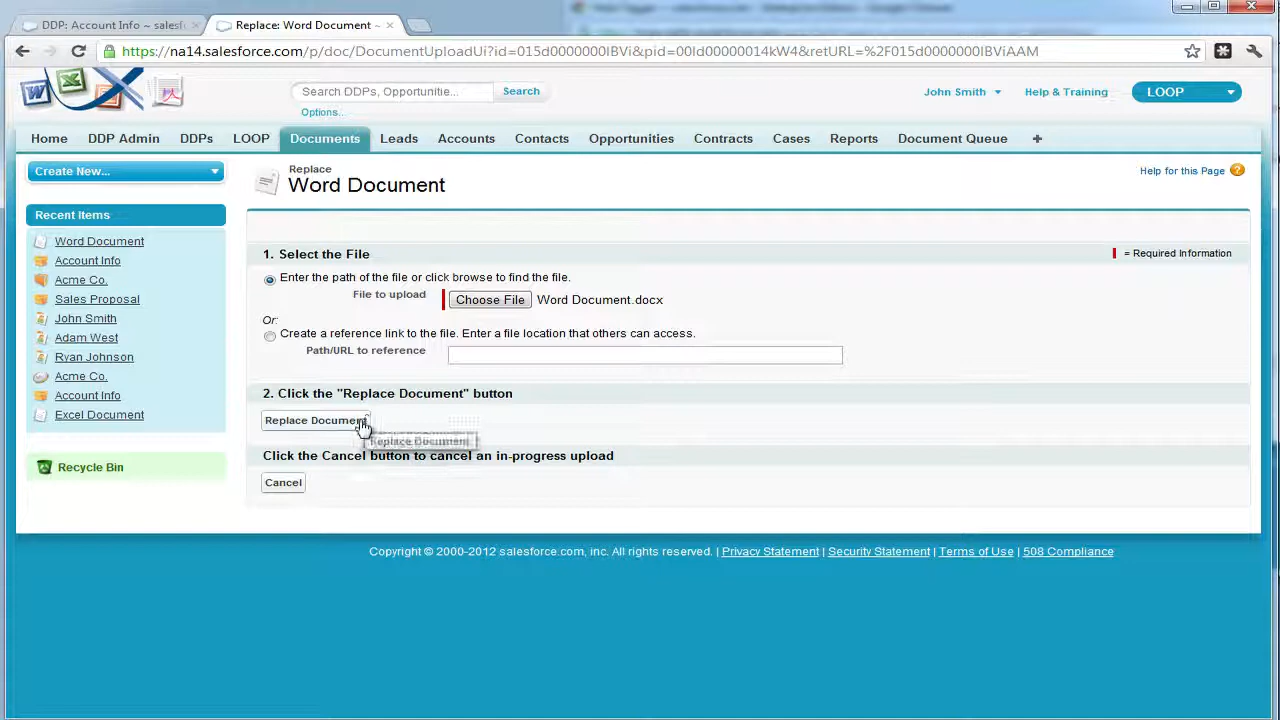 DDP: Account Info ~ salesf
Replace: Word Document ~
https://na14.salesforce.com/p/doc/DocumentUploadUi?id=015d0000000IBVi&pid=00ld00000014kW4&retURL=%2F015d0000000IBViAAM
Search DDPs, Opportunitie...
Search
Options...
John Smith
Help & Training
LOOP
Home
DDP Admin
DDPs
LOOP
Documents
Leads
Accounts
Contacts
Opportunities
Contracts
Cases
Reports
Document Queue
Create New...
Replace
Word Document
Help for this Page
Recent Items
Word Document
Account Info
Acme Co.
Sales Proposal
John Smith
Adam West
Ryan Johnson
Acme Co.
Account Info
Excel Document
Recycle Bin
1. Select the File
= Required Information
Enter the path of the file or click browse to find the file.
File to upload
Choose File
Word Document.docx
Or:
Create a reference link to the file. Enter a file location that others can access.
Path/URL to reference
2. Click the "Replace Document" button
Replace Document
Replace Document
Click the Cancel button to cancel an in-progress upload
Cancel
Copyright © 2000-2012 salesforce.com, inc. All rights reserved. | Privacy Statement | Security Statement | Terms of Use | 508 Compliance